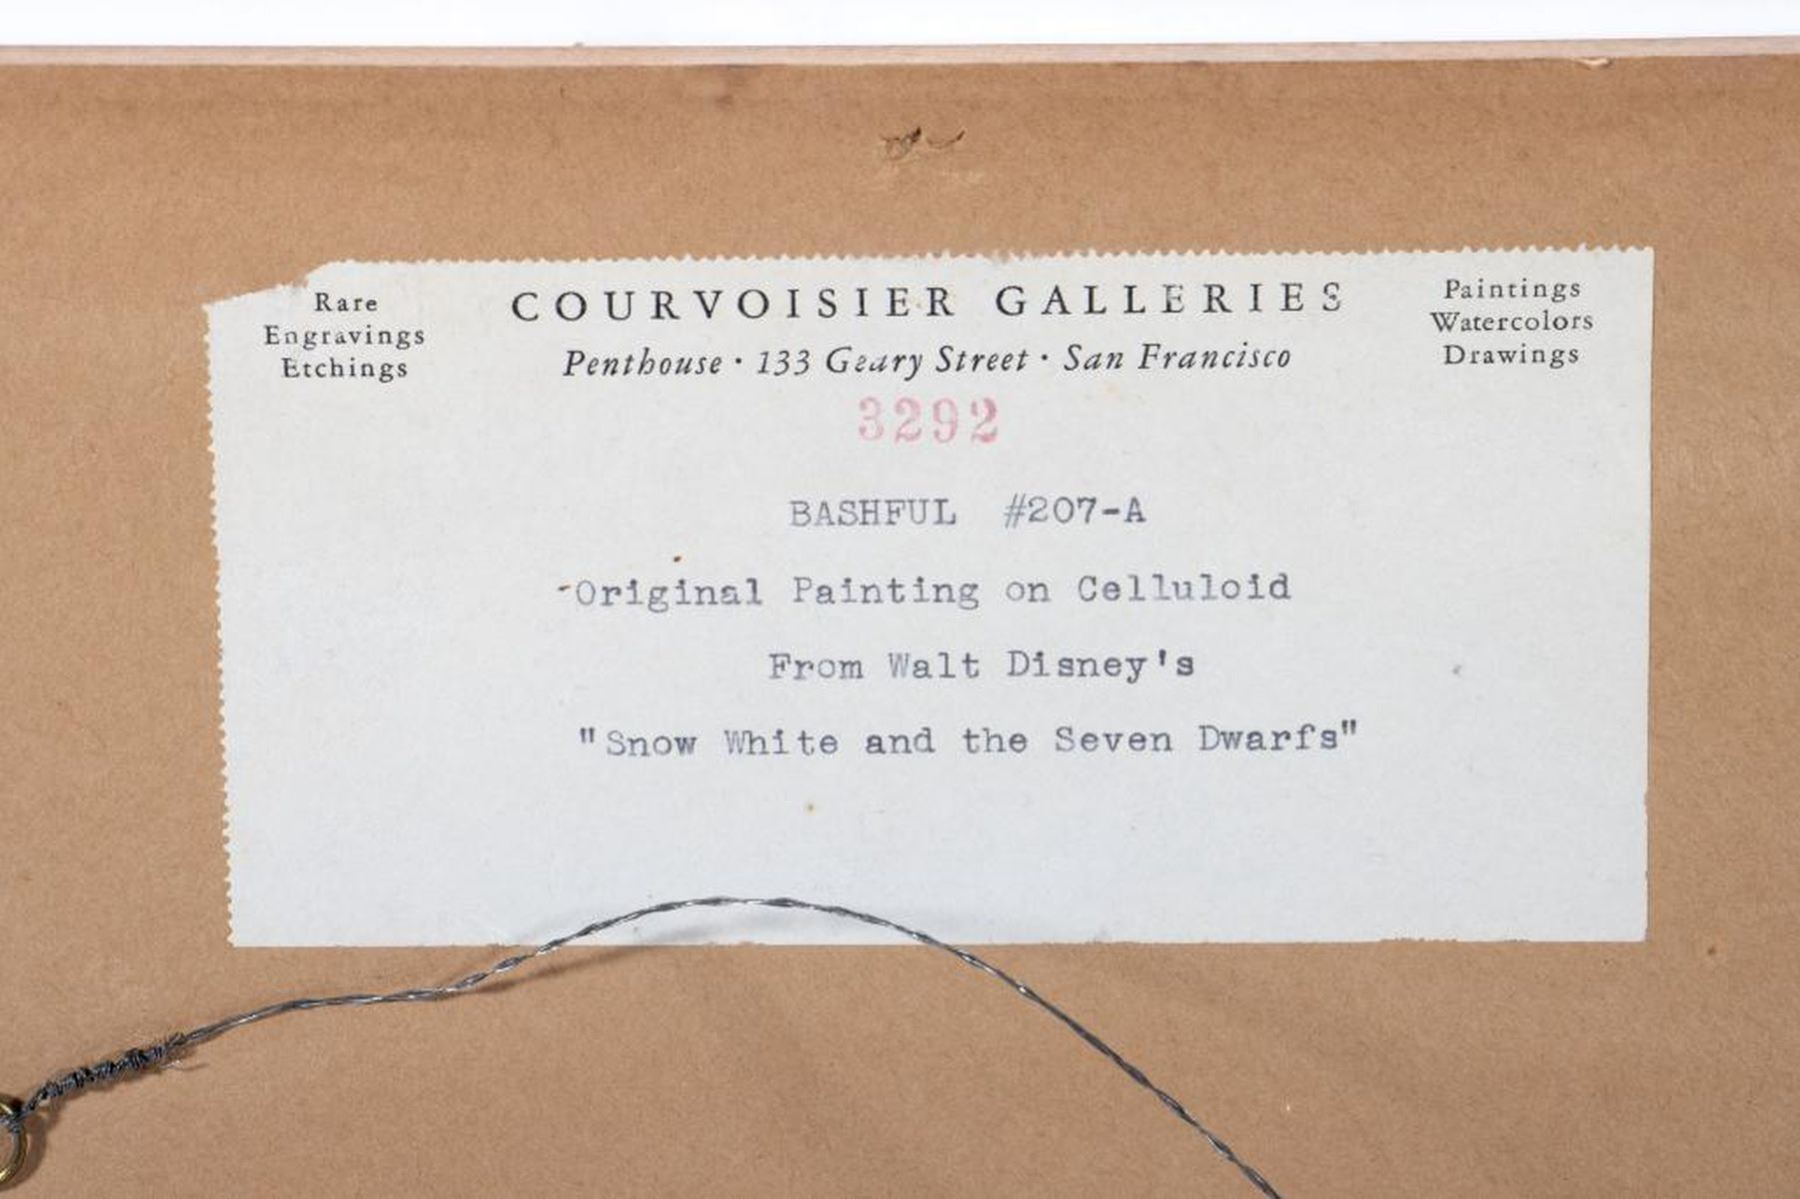 Rare
Engravings
Etchings
COURVOISIER GALLERIES
Penthouse · 133 Geary Street · San Francisco
Paintings
Watercolors
Drawings
3292
BASHFUL #207-A
Original Painting on Celluloid
From Walt Disney's
"Snow White and the Seven Dwarfs"